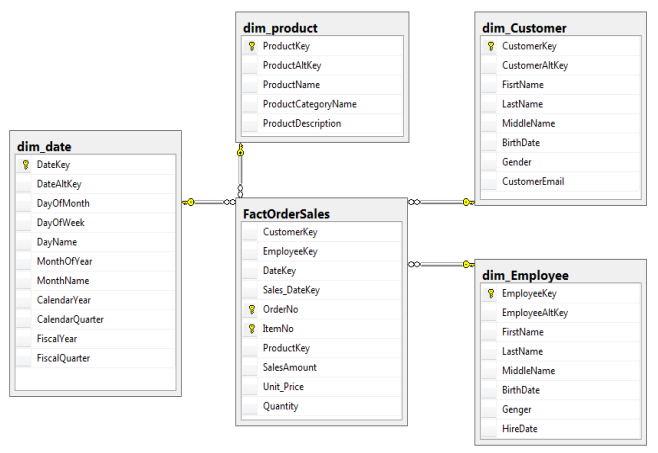 dim_product
ProductKey
ProductAltKey
ProductName
ProductCategoryName
ProductDescription
dim_Customer
CustomerKey
CustomerAltKey
FisrtName
LastName
MiddleName
BirthDate
Gender
CustomerEmail
dim_date
DateKey
DateAltKey
DayOfMonth
DayOfWeek
DayName
MonthOfYear
MonthName
CalendarYear
CalendarQuarter
FiscalYear
FiscalQuarter
FactOrderSales
CustomerKey
EmployeeKey
DateKey
Sales_DateKey
OrderNo
ItemNo
ProductKey
SalesAmount
Unit_Price
Quantity
dim_Employee
EmployeeKey
EmployeeAltKey
FirstName
LastName
MiddleName
BirthDate
Genger
HireDate